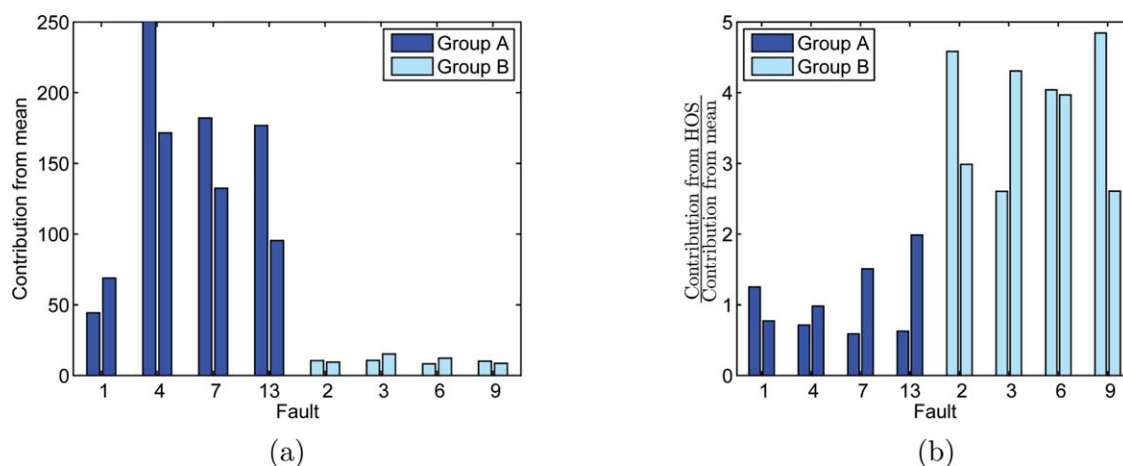 250
200
150
100
50
0
Contribution from mean
Group A
Group B
1 4 7 13 2 3 6 9
Fault
(a)
5
4
3
2
1
0
Contribution from HOS
Contribution from mean
Group A
Group B
1 4 7 13 2 3 6 9
Fault
(b)